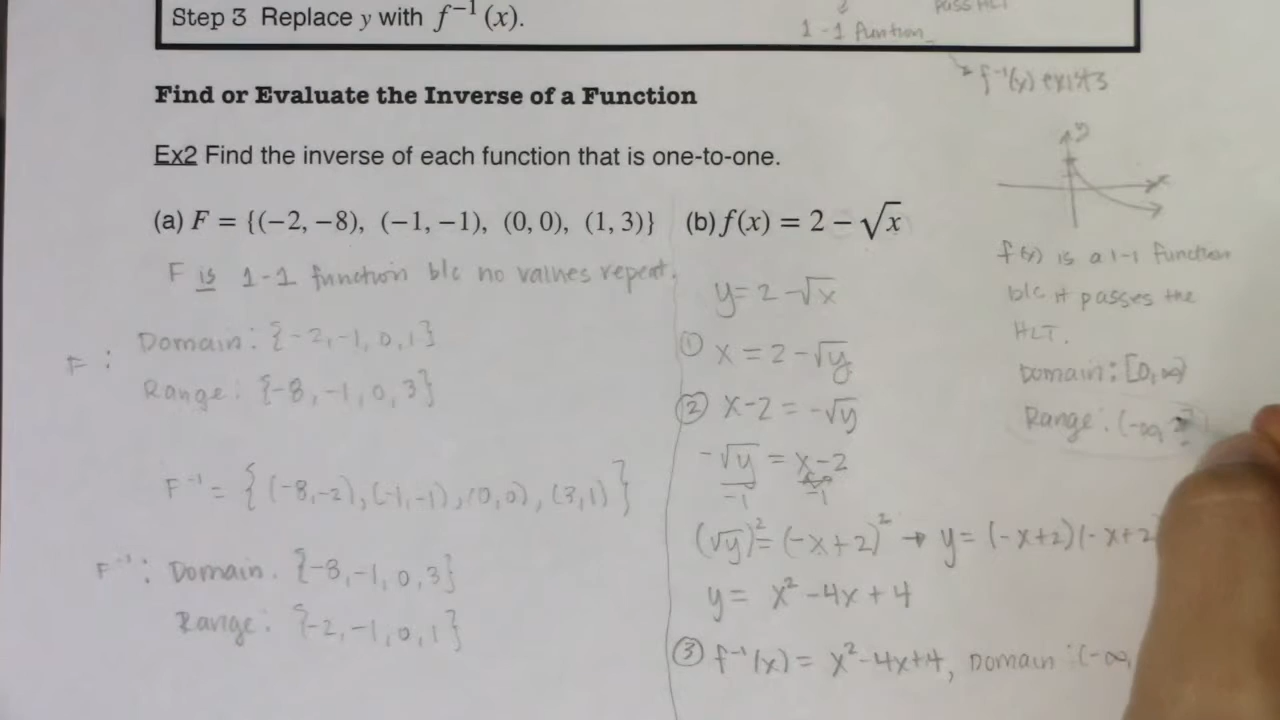 Step 3 Replace y with f⁻¹(x).
pass HLT
1-1 funtion
f⁻¹(x) exists
Find or Evaluate the Inverse of a Function
Ex2 Find the inverse of each function that is one-to-one.
y
x
(a) F = {(−2, −8), (−1, −1), (0, 0), (1, 3)}
F is 1-1 function b/c no values repeat.
F: Domain: {-2, -1, 0, 1}
Range: {-8, -1, 0, 3}
F⁻¹ = {(-8,-2), (-1,-1), (0,0), (3,1)}
F⁻¹: Domain: {-8, -1, 0, 3}
Range: {-2, -1, 0, 1}
(b) f(x) = 2 − √x
y = 2 - √x
① x = 2 - √y
② x-2 = -√y
-√y = x-2
-1 -1
(√y)² = (-x+2)² → y = (-x+2)(-x+2
y = x² - 4x + 4
③ f⁻¹(x) = x² - 4x + 4, Domain: (-∞,
f(x) is a 1-1 function
b/c it passes the
HLT.
Domain: [0, ∞)
Range: (-∞, 2]